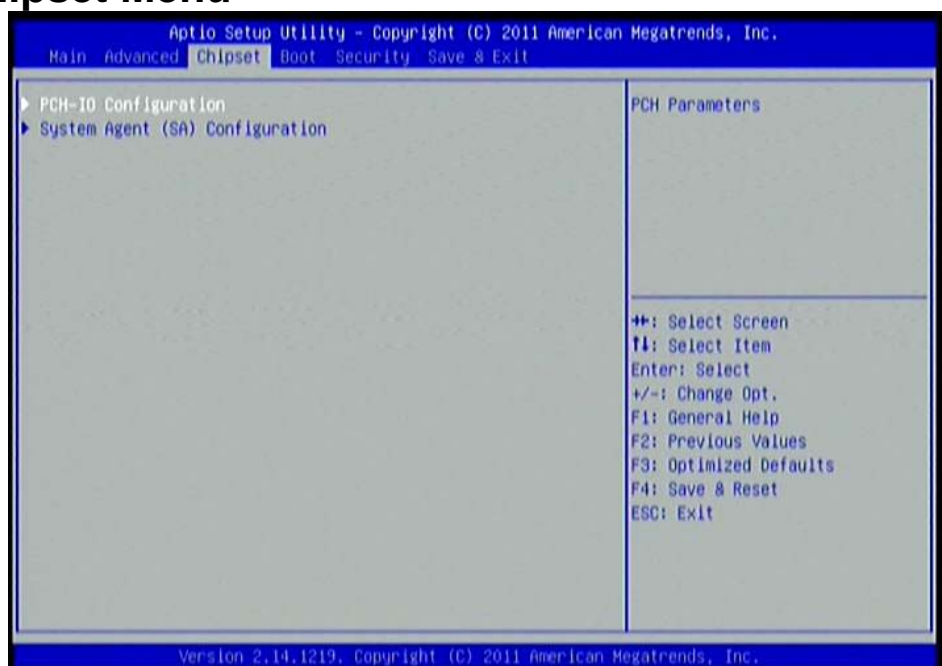 Aptio Setup Utility - Copyright (C) 2011 American Megatrends, Inc.
Main Advanced Chipset Boot Security Save & Exit
PCH-IO Configuration
System Agent (SA) Configuration
PCH Parameters
: Select Screen
↑↓: Select Item
Enter: Select
+/-: Change Opt.
F1: General Help
F2: Previous Values
F3: Optimized Defaults
F4: Save & Reset
ESC: Exit
Version 2.14.1219. Copyright (C) 2011 American Megatrends, Inc.